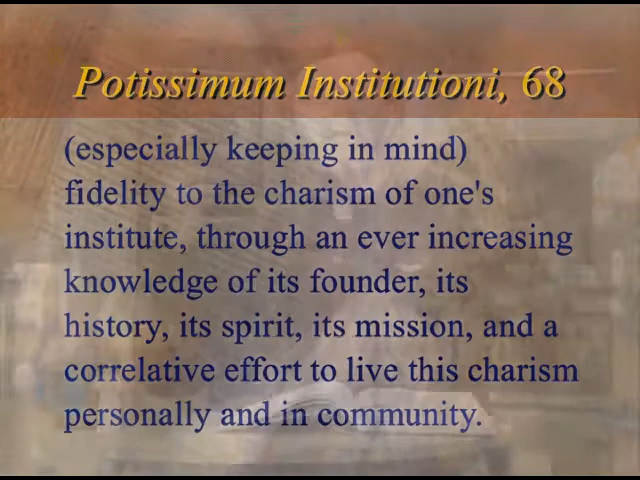 Potissimum Institutioni, 68
(especially keeping in mind)
fidelity to the charism of one's
institute, through an ever increasing
knowledge of its founder, its
history, its spirit, its mission, and a
correlative effort to live this charism
personally and in community.